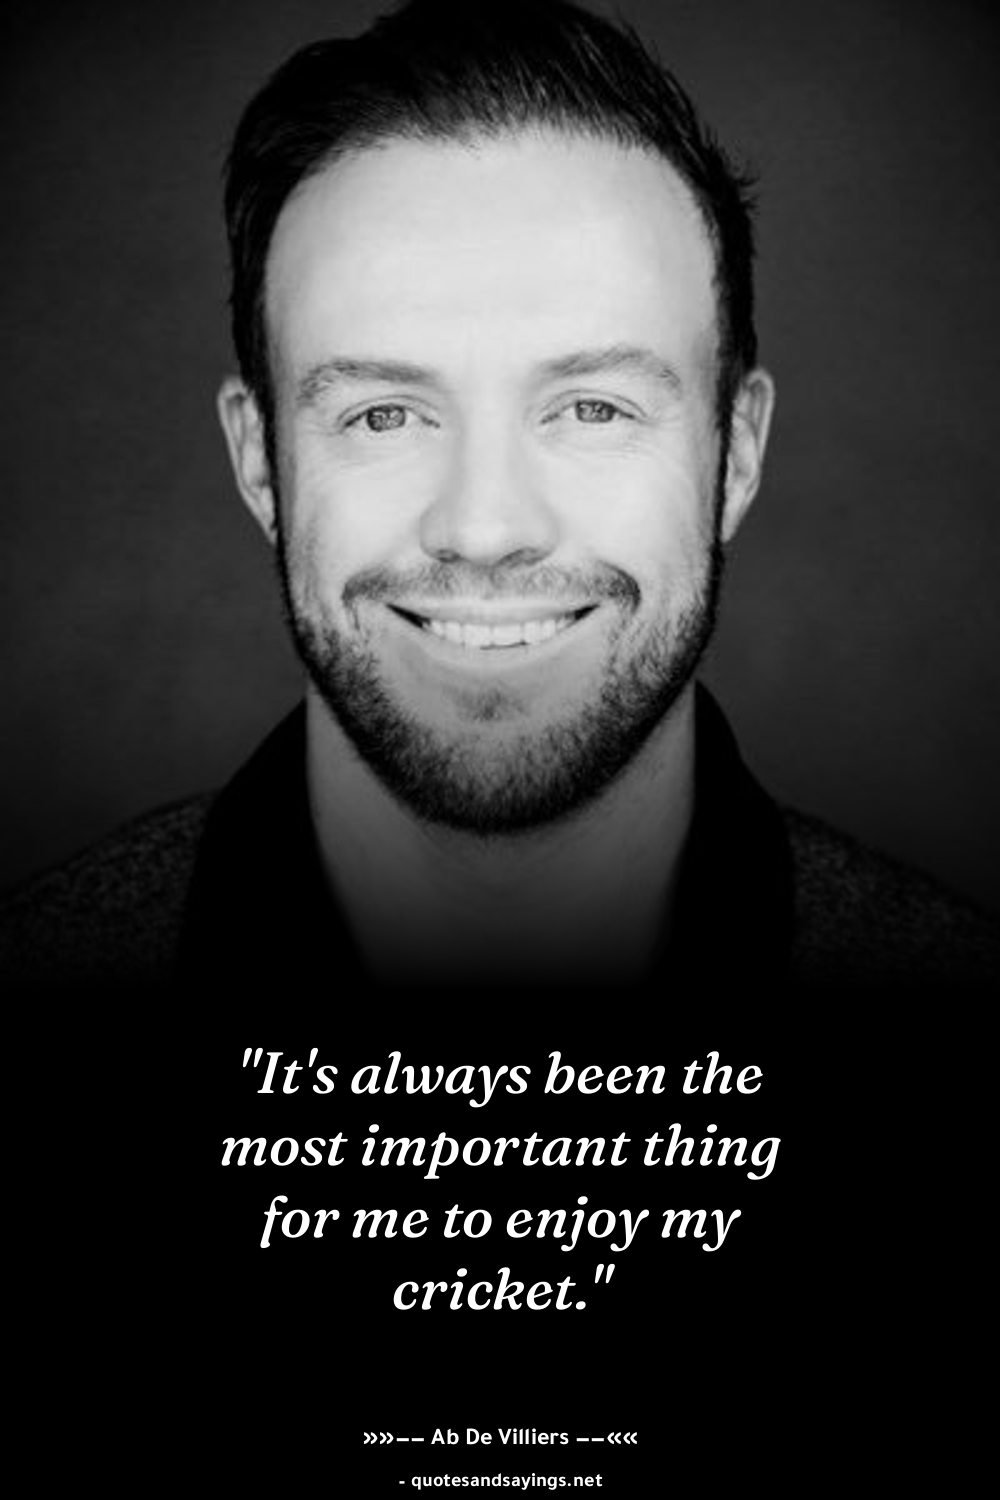 "It's always been the
most important thing
for me to enjoy my
cricket."
»»–– Ab De Villiers ––««
- quotesandsayings.net